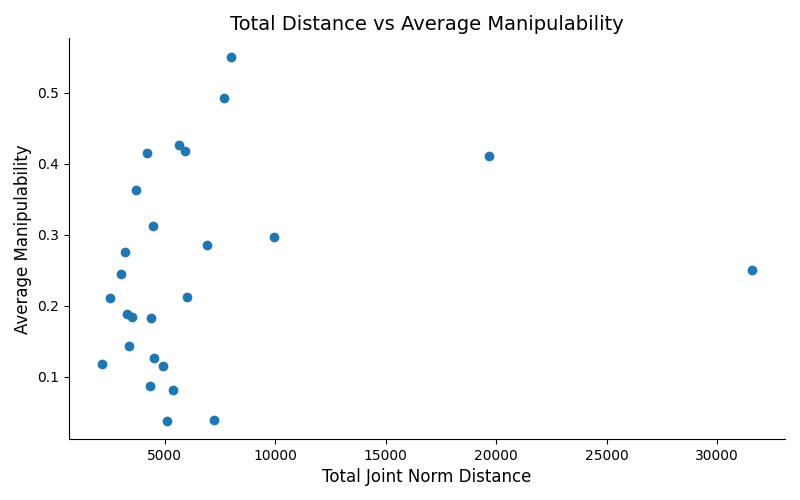 Total Distance vs Average Manipulability
Average Manipulability
0.5
0.4
0.3
0.2
0.1
5000 10000 15000 20000 25000 30000
Total Joint Norm Distance